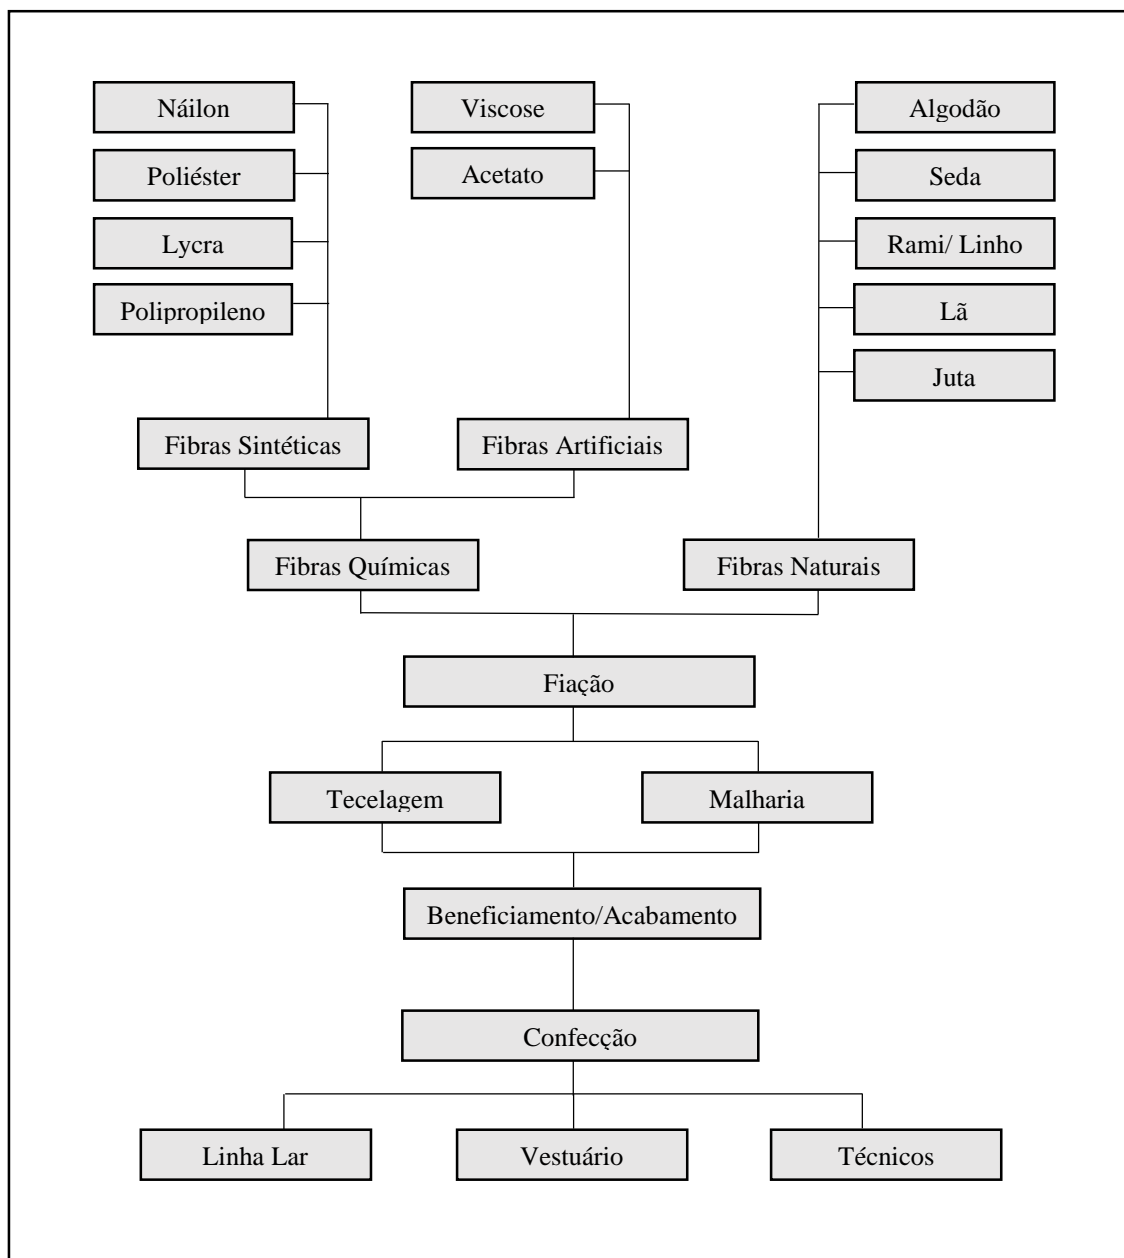 Náilon
Viscose
Algodão
Poliéster
Acetato
Seda
Lycra
Rami/ Linho
Polipropileno
Lã
Juta
Fibras Sintéticas
Fibras Artificiais
Fibras Químicas
Fibras Naturais
Fiação
Tecelagem
Malharia
Beneficiamento/Acabamento
Confecção
Linha Lar
Vestuário
Técnicos